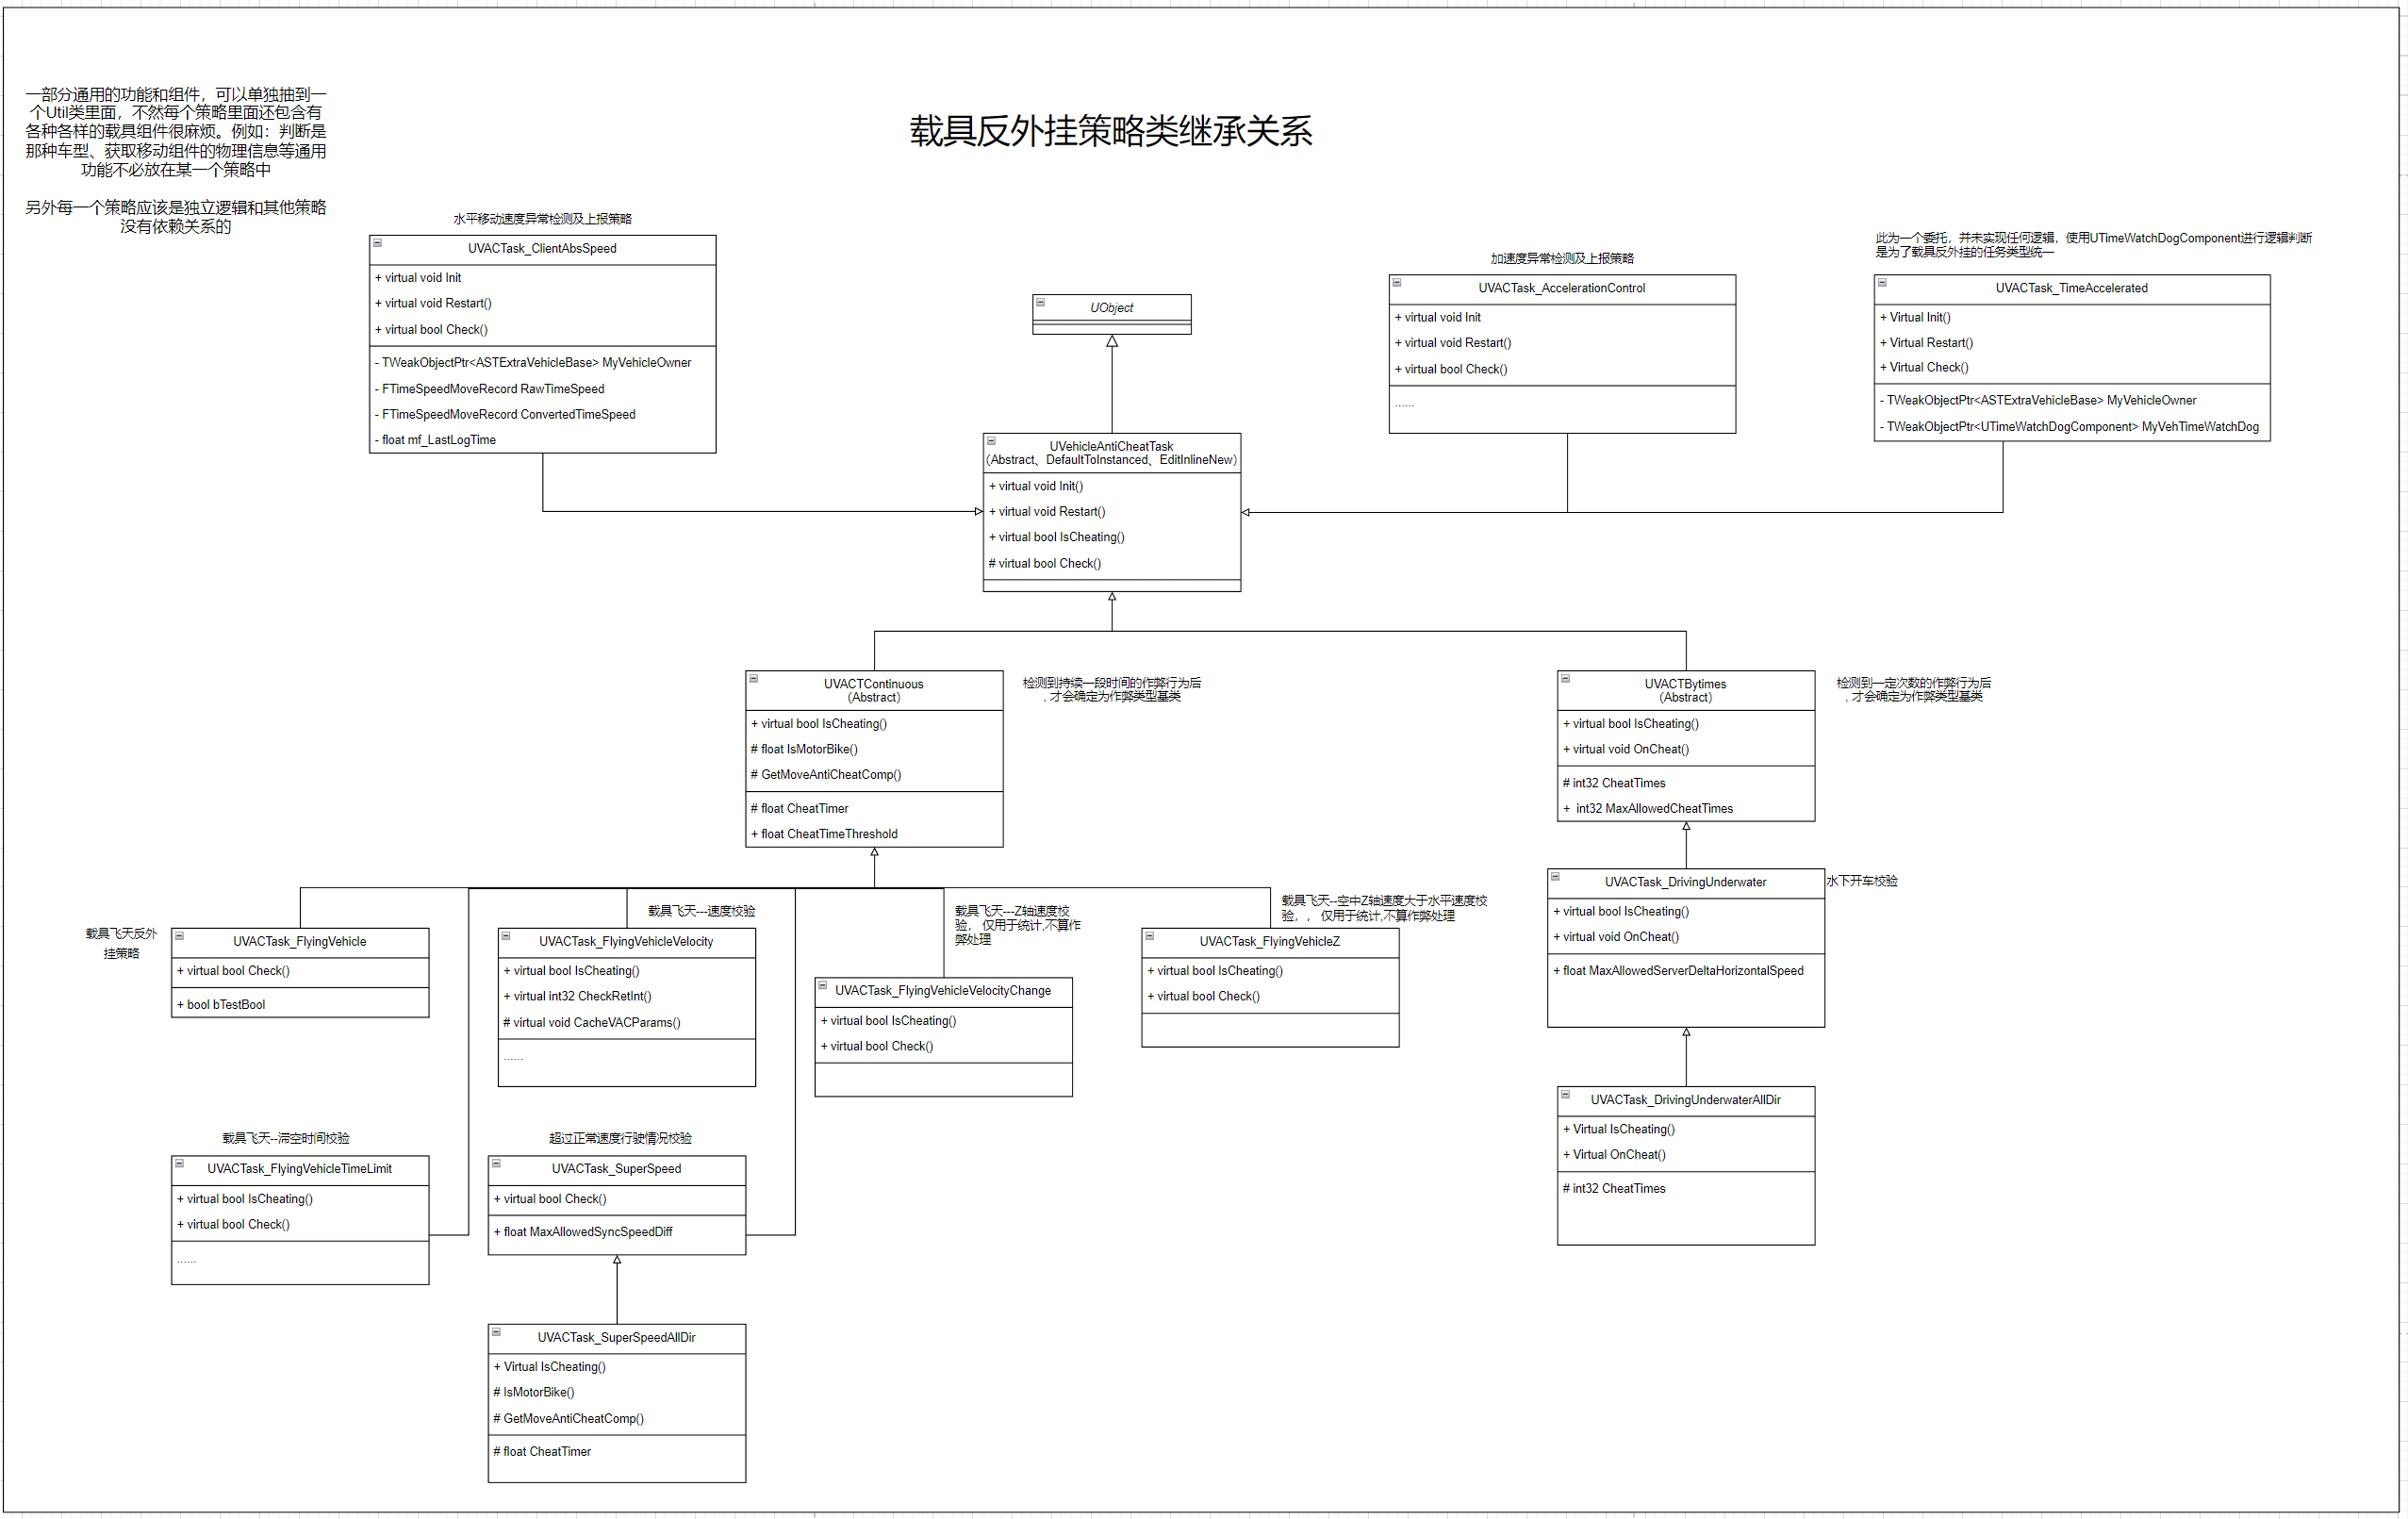 一部分通用的功能和组件，可以单独抽到一
个Util类里面，不然每个策略里面还包含有
各种各样的载具组件很麻烦。例如：判断是
那种车型、获取移动组件的物理信息等通用
功能不必放在某一个策略中
另外每一个策略应该是独立逻辑和其他策略
没有依赖关系的
载具反外挂策略类继承关系
水平移动速度异常检测及上报策略
UVACTask_ClientAbsSpeed
+ virtual void Init
+ virtual void Restart()
+ virtual bool Check()
- TWeakObjectPtr<ASTExtraVehicleBase> MyVehicleOwner
- FTimeSpeedMoveRecord RawTimeSpeed
- FTimeSpeedMoveRecord ConvertedTimeSpeed
- float mf_LastLogTime
UObject
加速度异常检测及上报策略
UVACTask_AccelerationControl
+ virtual void Init
+ virtual void Restart()
+ virtual bool Check()
......
此为一个委托，并未实现任何逻辑，使用UTimeWatchDogComponent进行逻辑判断
是为了载具反外挂的任务类型统一
UVACTask_TimeAccelerated
+ Virtual Init()
+ Virtual Restart()
+ Virtual Check()
- TWeakObjectPtr<ASTExtraVehicleBase> MyVehicleOwner
- TWeakObjectPtr<UTimeWatchDogComponent> MyVehTimeWatchDog
UVehicleAntiCheatTask
（Abstract、DefaultToInstanced、EditInlineNew）
+ virtual void Init()
+ virtual void Restart()
+ virtual bool IsCheating()
# virtual bool Check()
UVACTContinuous
（Abstract）
+ virtual bool IsCheating()
# float IsMotorBike()
# GetMoveAntiCheatComp()
# float CheatTimer
+ float CheatTimeThreshold
检测到持续一段时间的作弊行为后
, 才会确定为作弊类型基类
UVACTBytimes
（Abstract）
+ virtual bool IsCheating()
+ virtual void OnCheat()
# int32 CheatTimes
+ int32 MaxAllowedCheatTimes
检测到一定次数的作弊行为后
, 才会确定为作弊类型基类
载具飞天反外
挂策略
UVACTask_FlyingVehicle
+ virtual bool Check()
+ bool bTestBool
载具飞天---速度校验
UVACTask_FlyingVehicleVelocity
+ virtual bool IsCheating()
+ virtual int32 CheckRetInt()
# virtual void CacheVACParams()
......
载具飞天---Z轴速度校
验， 仅用于统计,不算作
弊处理
UVACTask_FlyingVehicleVelocityChange
+ virtual bool IsCheating()
+ virtual bool Check()
载具飞天--空中Z轴速度大于水平速度校
验，, 仅用于统计,不算作弊处理
UVACTask_FlyingVehicleZ
+ virtual bool IsCheating()
+ virtual bool Check()
水下开车校验
UVACTask_DrivingUnderwater
+ virtual bool IsCheating()
+ virtual void OnCheat()
+ float MaxAllowedServerDeltaHorizontalSpeed
载具飞天--滞空时间校验
UVACTask_FlyingVehicleTimeLimit
+ virtual bool IsCheating()
+ virtual bool Check()
......
超过正常速度行驶情况校验
UVACTask_SuperSpeed
+ virtual bool Check()
+ float MaxAllowedSyncSpeedDiff
UVACTask_DrivingUnderwaterAllDir
+ Virtual IsCheating()
+ Virtual OnCheat()
# int32 CheatTimes
UVACTask_SuperSpeedAllDir
+ Virtual IsCheating()
# IsMotorBike()
# GetMoveAntiCheatComp()
# float CheatTimer